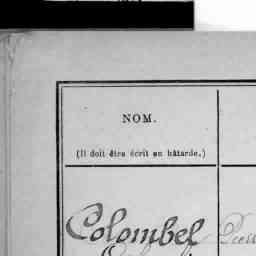 NOM.
(Il doit être écrit en bâtarde.)
Colombel